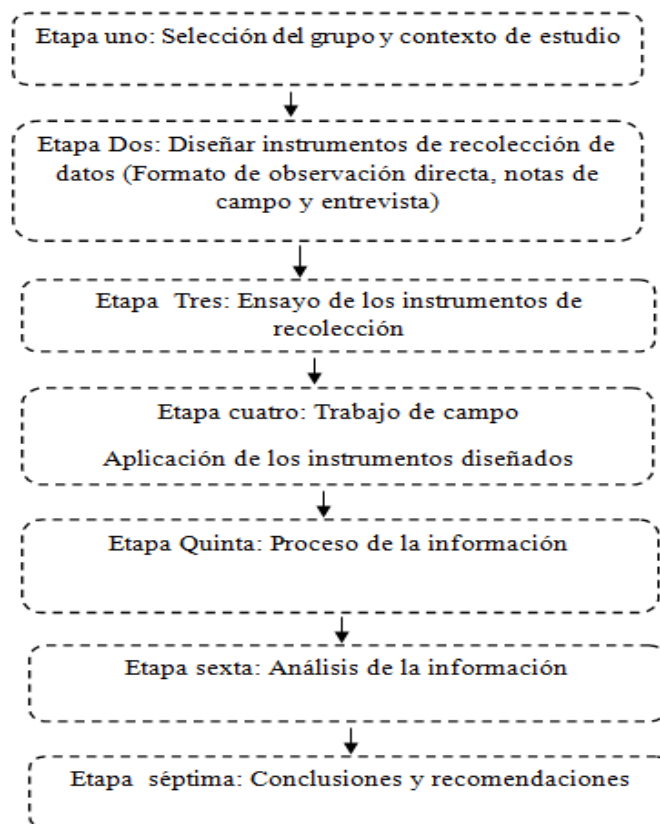 Etapa uno: Selección del grupo y contexto de estudio
Etapa Dos: Diseñar instrumentos de recolección de
datos (Formato de observación directa, notas de
campo y entrevista)
Etapa Tres: Ensayo de los instrumentos de
recolección
Etapa cuatro: Trabajo de campo
Aplicación de los instrumentos diseñados
Etapa Quinta: Proceso de la información
Etapa sexta: Análisis de la información
Etapa séptima: Conclusiones y recomendaciones